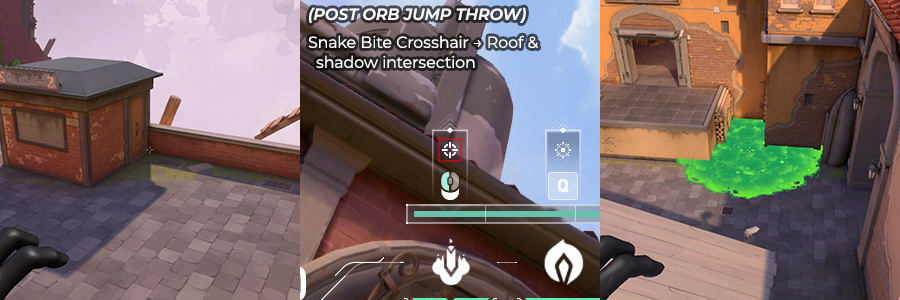 (POST ORB JUMP THROW)
Snake Bite Crosshair → Roof &
shadow intersection
Q